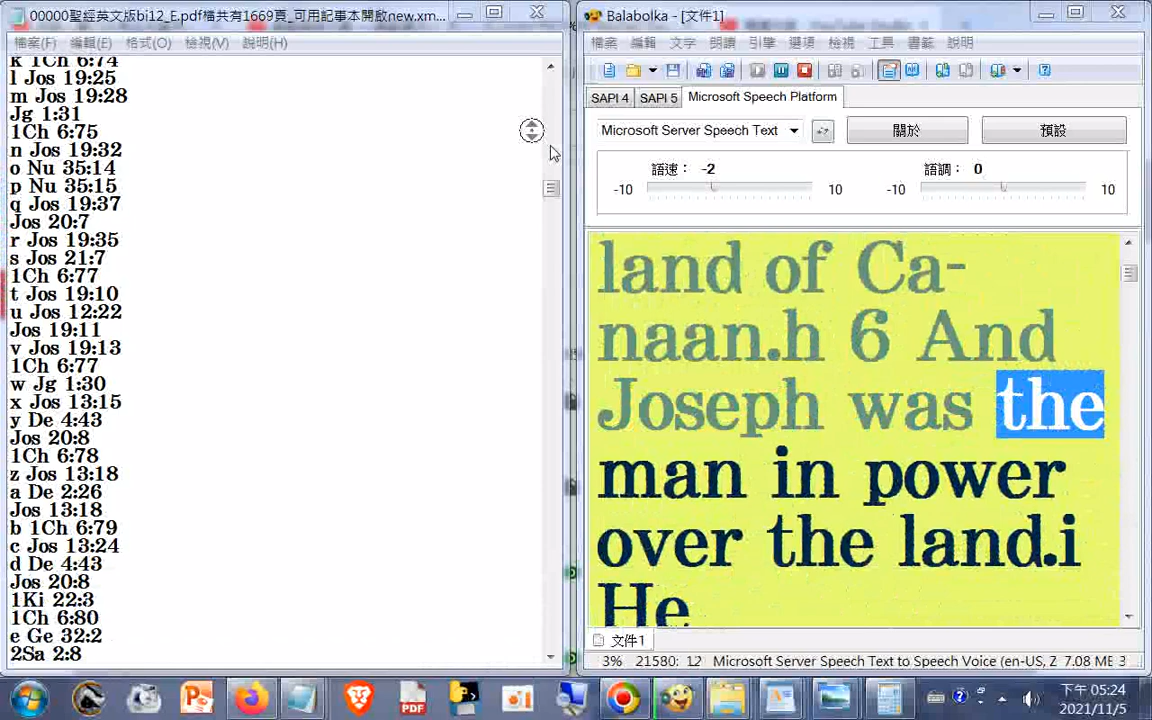 00000聖經英文版bi12_E.pdf檔共有1669頁_可用記事本開啟new.xm...
檔案(F) 編輯(E) 格式(O) 檢視(V) 說明(H)
k 1Ch 6:74
l Jos 19:25
m Jos 19:28
Jg 1:31
1Ch 6:75
n Jos 19:32
o Nu 35:14
p Nu 35:15
q Jos 19:37
Jos 20:7
r Jos 19:35
s Jos 21:7
1Ch 6:77
t Jos 19:10
u Jos 12:22
Jos 19:11
v Jos 19:13
1Ch 6:77
w Jg 1:30
x Jos 13:15
y De 4:43
Jos 20:8
1Ch 6:78
z Jos 13:18
a De 2:26
Jos 13:18
b 1Ch 6:79
c Jos 13:24
d De 4:43
Jos 20:8
1Ki 22:3
1Ch 6:80
e Ge 32:2
2Sa 2:8
Balabolka - [文件1]
檔案 編輯 文字 朗讀 引擎 選項 檢視 工具 書籤 說明
SAPI 4 SAPI 5 Microsoft Speech Platform
Microsoft Server Speech Text 關於 預設
語速： -2 語調： 0
-10 10 -10 10
land of Ca-
naan.h 6 And
Joseph was the
man in power
over the land.i
He
文件1
3% 21580: 12 Microsoft Server Speech Text to Speech Voice (en-US, Z 7.08 ME 3
PDF
下午 05:24
2021/11/5